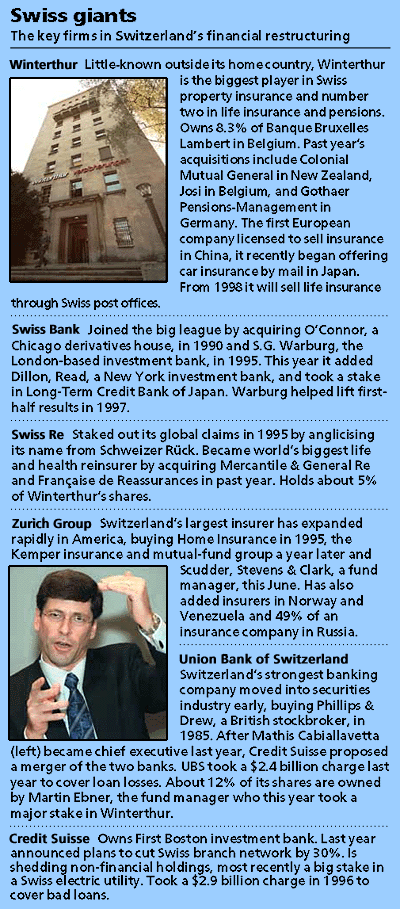 Swiss giants
The key firms in Switzerland's financial restructuring
Winterthur Little-known outside its home country, Winterthur
is the biggest player in Swiss
property insurance and number
two in life insurance and pensions.
Owns 8.3% of Banque Bruxelles
Lambert in Belgium. Past year's
acquisitions include Colonial
Mutual General in New Zealand,
Josi in Belgium, and Gothaer
Pensions-Management in
Germany. The first European
company licensed to sell insurance
in China, it recently began offering
car insurance by mail in Japan.
From 1998 it will sell life insurance
through Swiss post offices.
winterthur versicherungen
Swiss Bank Joined the big league by acquiring O'Connor, a
Chicago derivatives house, in 1990 and S.G. Warburg, the
London-based investment bank, in 1995. This year it added
Dillon, Read, a New York investment bank, and took a stake
in Long-Term Credit Bank of Japan. Warburg helped lift first-
half results in 1997.
Swiss Re Staked out its global claims in 1995 by anglicising
its name from Schweizer Rück. Became world's biggest life
and health reinsurer by acquiring Mercantile & General Re
and Française de Reassurances in past year. Holds about 5%
of Winterthur's shares.
Zurich Group Switzerland's largest insurer has expanded
rapidly in America, buying Home Insurance in 1995, the
Kemper insurance and mutual-fund group a year later and
Scudder, Stevens & Clark, a fund
manager, this June. Has also
added insurers in Norway and
Venezuela and 49% of an
insurance company in Russia.
Union Bank of Switzerland
Switzerland's strongest banking
company moved into securities
industry early, buying Phillips &
Drew, a British stockbroker, in
1985. After Mathis Cabiallavetta
(left) became chief executive last year, Credit Suisse proposed
a merger of the two banks. UBS took a $2.4 billion charge last
year to cover loan losses. About 12% of its shares are owned
by Martin Ebner, the fund manager who this year took a
major stake in Winterthur.
Credit Suisse Owns First Boston investment bank. Last year
announced plans to cut Swiss branch network by 30%. Is
shedding non-financial holdings, most recently a big stake in
a Swiss electric utility. Took a $2.9 billion charge in 1996 to
cover bad loans.